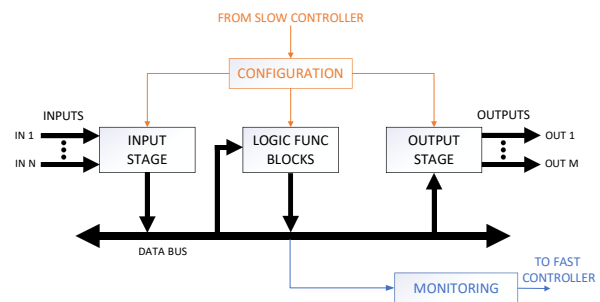 FROM SLOW CONTROLLER
CONFIGURATION
INPUTS
OUTPUTS
IN 1
IN N
INPUT
STAGE
LOGIC FUNC
BLOCKS
OUTPUT
STAGE
OUT 1
OUT M
DATA BUS
MONITORING
TO FAST
CONTROLLER